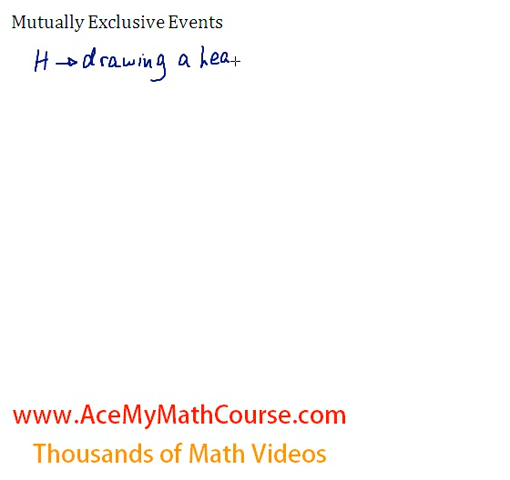 Mutually Exclusive Events
H → drawing a hea
www.AceMyMathCourse.com
Thousands of Math Videos